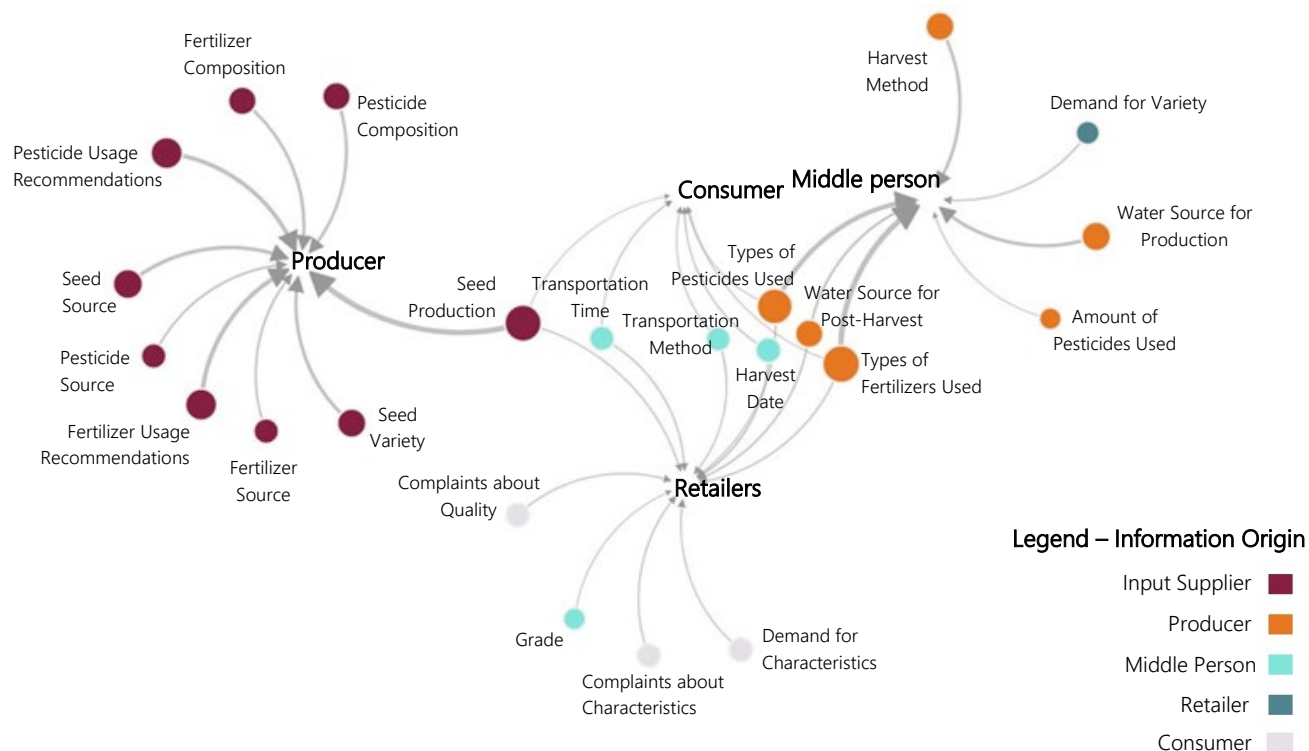 Fertilizer
Composition
Pesticide
Composition
Pesticide Usage
Recommendations
Harvest
Method
Demand for Variety
Consumer
Middle person
Water Source for
Production
Producer
Seed
Source
Seed
Production
Transportation
Time
Types of
Pesticides Used
Transportation
Method
Water Source for
Post-Harvest
Amount of
Pesticides Used
Pesticide
Source
Harvest
Date
Types of
Fertilizers Used
Fertilizer Usage
Recommendations
Seed
Variety
Fertilizer
Source
Complaints about
Quality
Retailers
Grade
Complaints about
Characteristics
Demand for
Characteristics
Legend – Information Origin
Input Supplier
Producer
Middle Person
Retailer
Consumer